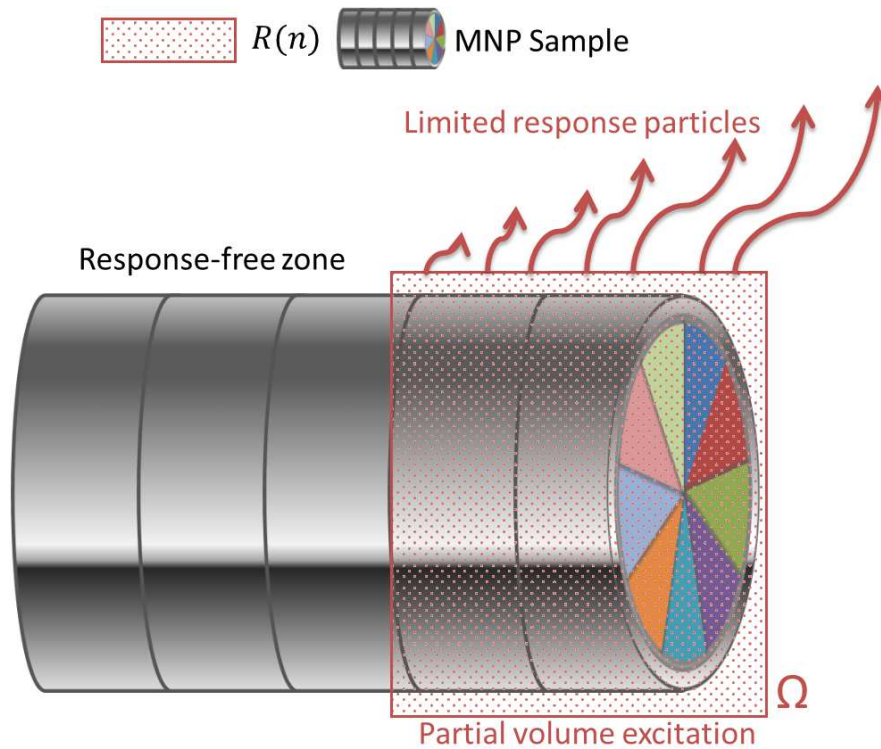 R(n)
MNP Sample
Limited response particles
Response-free zone
Ω
Partial volume excitation